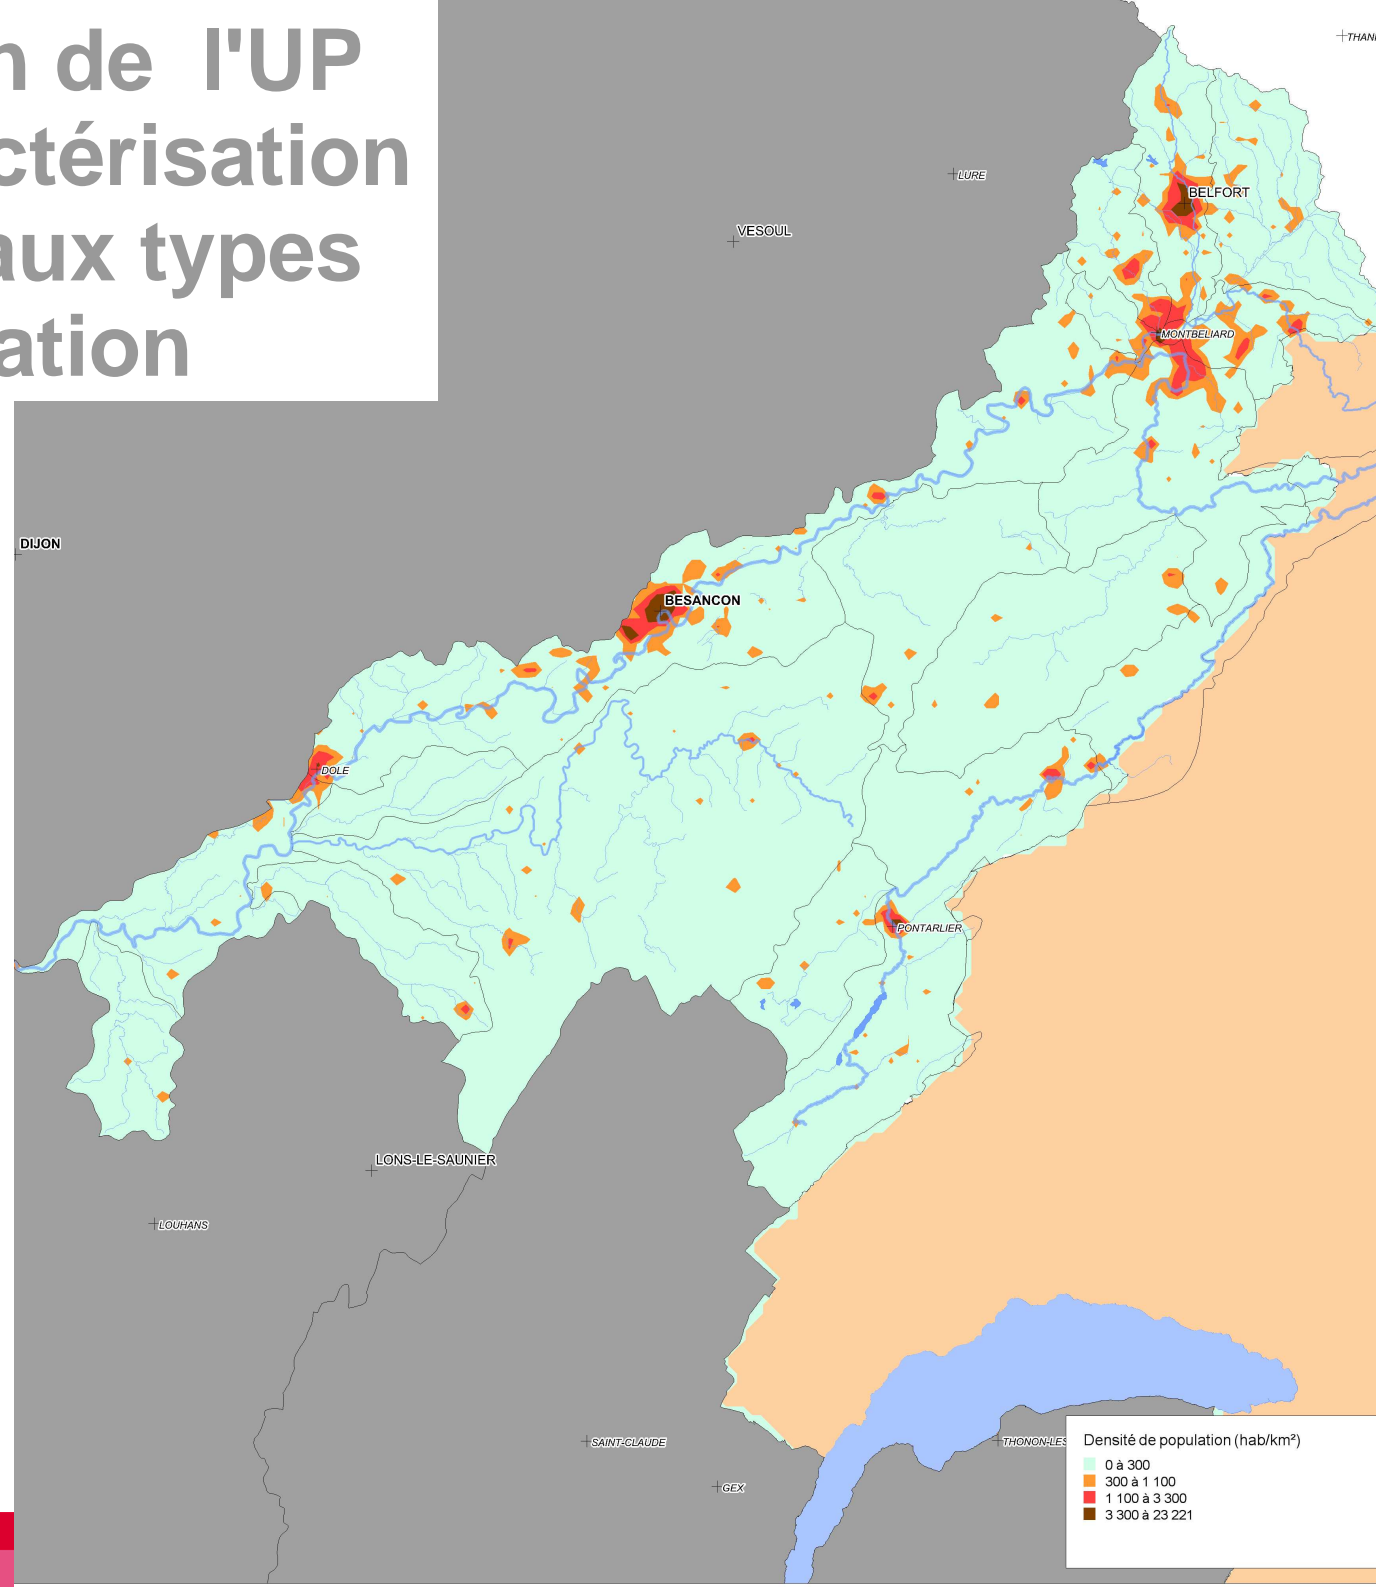 n de l'UP
ctérisation
aux types
ation
THAN
LURE
BELFORT
VESOUL
MONTBELIARD
DIJON
BESANCON
DOLE
PONTARLIER
LONS-LE-SAUNIER
LOUHANS
SAINT-CLAUDE
THONON-LES
GEX
Densité de population (hab/km²)
0 à 300
300 à 1 100
1 100 à 3 300
3 300 à 23 221